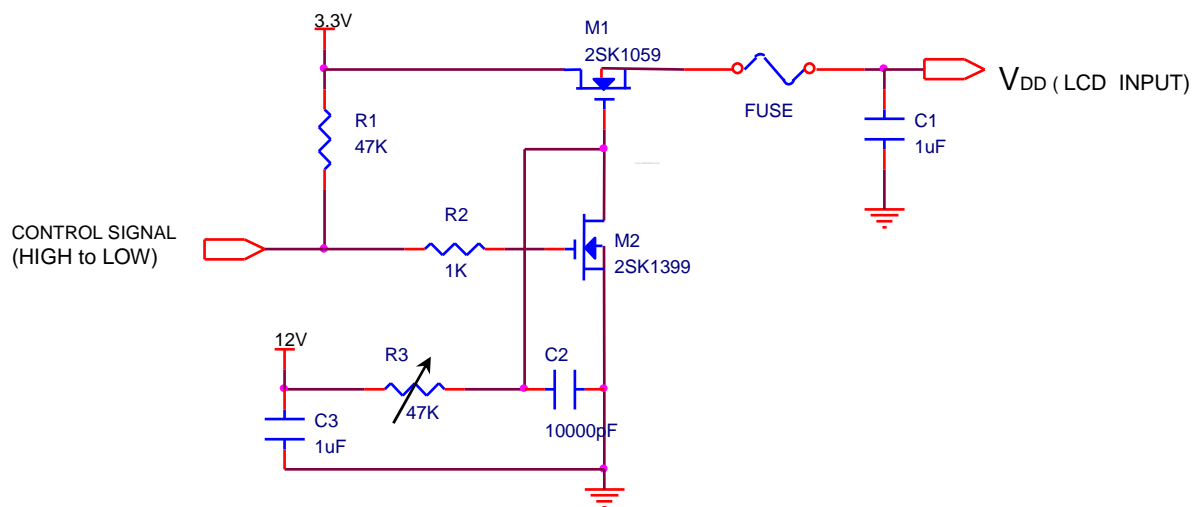 3.3V
M1
2SK1059
FUSE
VDD ( LCD INPUT)
R1
47K
C1
1uF
CONTROL SIGNAL
(HIGH to LOW)
R2
1K
M2
2SK1399
12V
R3
47K
C2
10000pF
C3
1uF